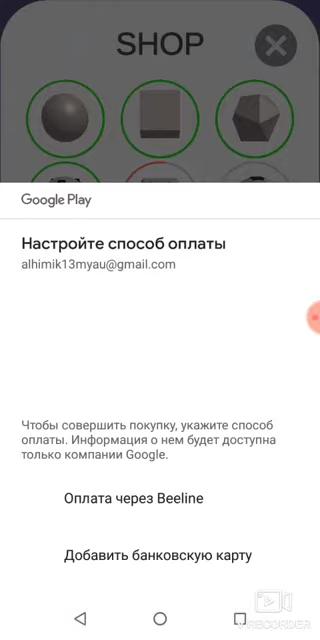 SHOP
Google Play
Настройте способ оплаты
alhimik13myau@gmail.com
Чтобы совершить покупку, укажите способ
оплаты. Информация о нем будет доступна
только компании Google.
Оплата через Beeline
Добавить банковскую карту
RECORDER